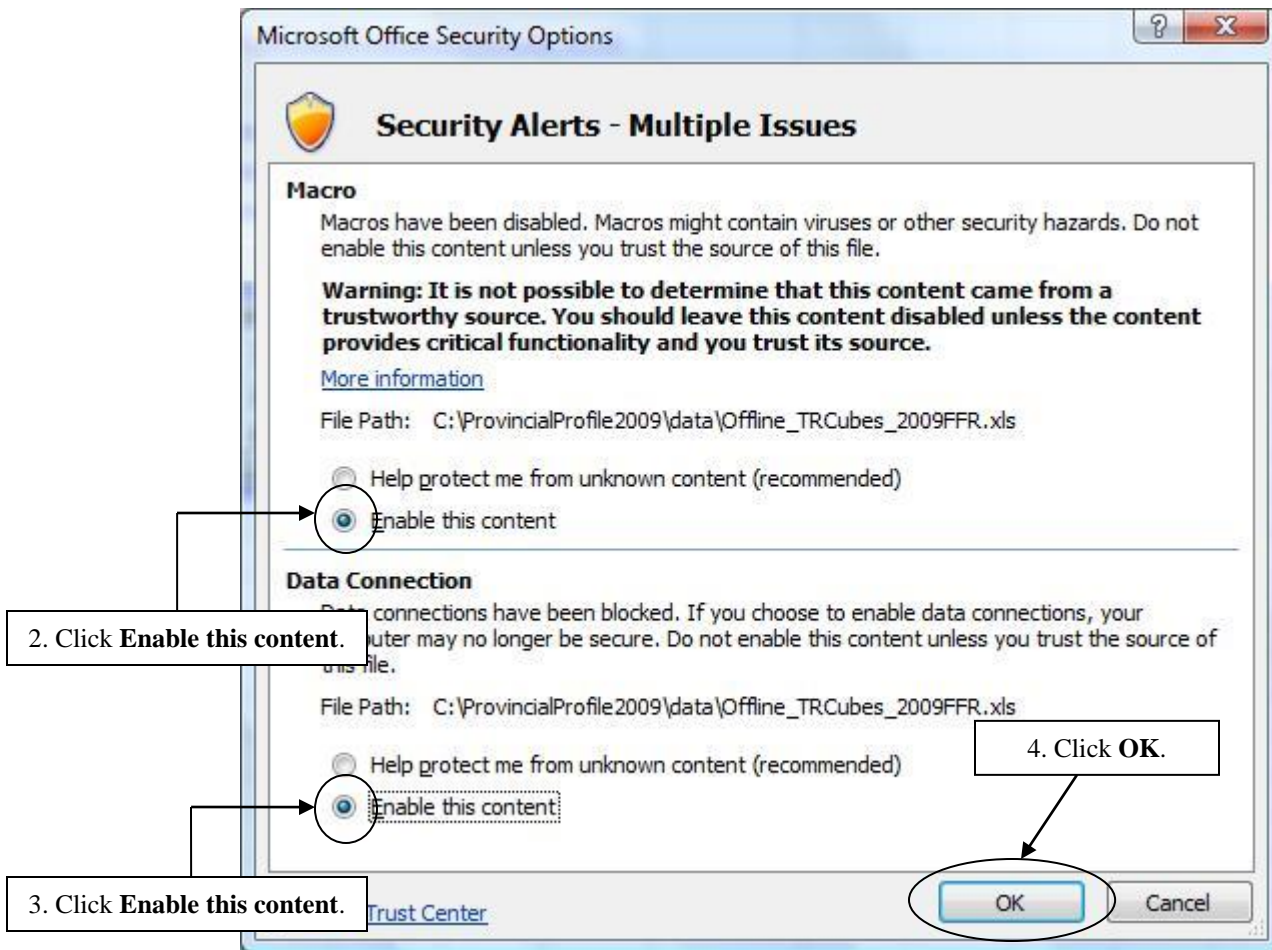 Microsoft Office Security Options
Security Alerts - Multiple Issues
Macro
Macros have been disabled. Macros might contain viruses or other security hazards. Do not
enable this content unless you trust the source of this file.
Warning: It is not possible to determine that this content came from a
trustworthy source. You should leave this content disabled unless the content
provides critical functionality and you trust its source.
More information
File Path: C:\ProvincialProfile2009\data\Offline_TRCubes_2009FFR.xls
Help protect me from unknown content (recommended)
Enable this content
Data Connection
Data connections have been blocked. If you choose to enable data connections, your
2. Click Enable this content.
may no longer be secure. Do not enable this content unless you trust the source of
this file.
File Path: C:\ProvincialProfile2009\data\Offline_TRCubes_2009FFR.xls
4. Click OK.
Help protect me from unknown content (recommended)
Enable this content
3. Click Enable this content.
Trust Center
OK
Cancel